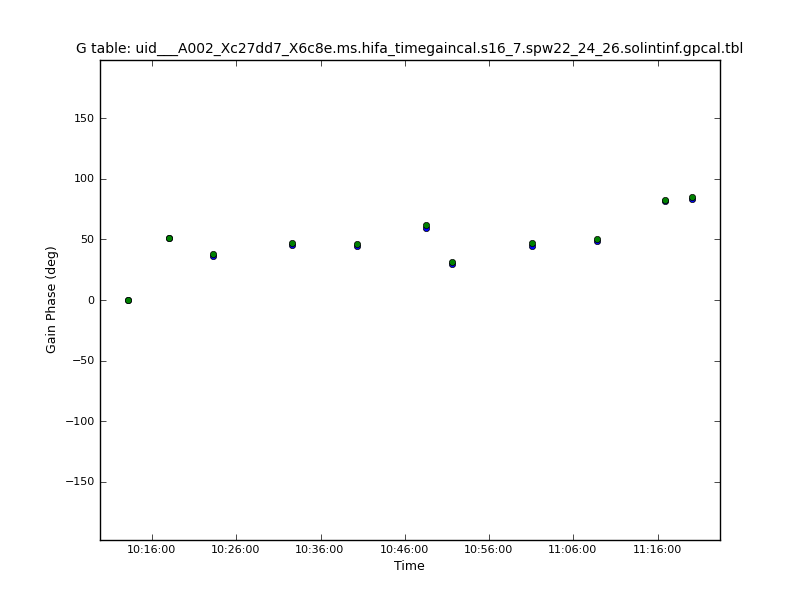 G table: uid___A002_Xc27dd7_X6c8e.ms.hifa_timegaincal.s16_7.spw22_24_26.solintinf.gpcal.tbl
150
100
50
0
−50
−100
−150
Gain Phase (deg)
10:16:00 10:26:00 10:36:00 10:46:00 10:56:00 11:06:00 11:16:00
Time